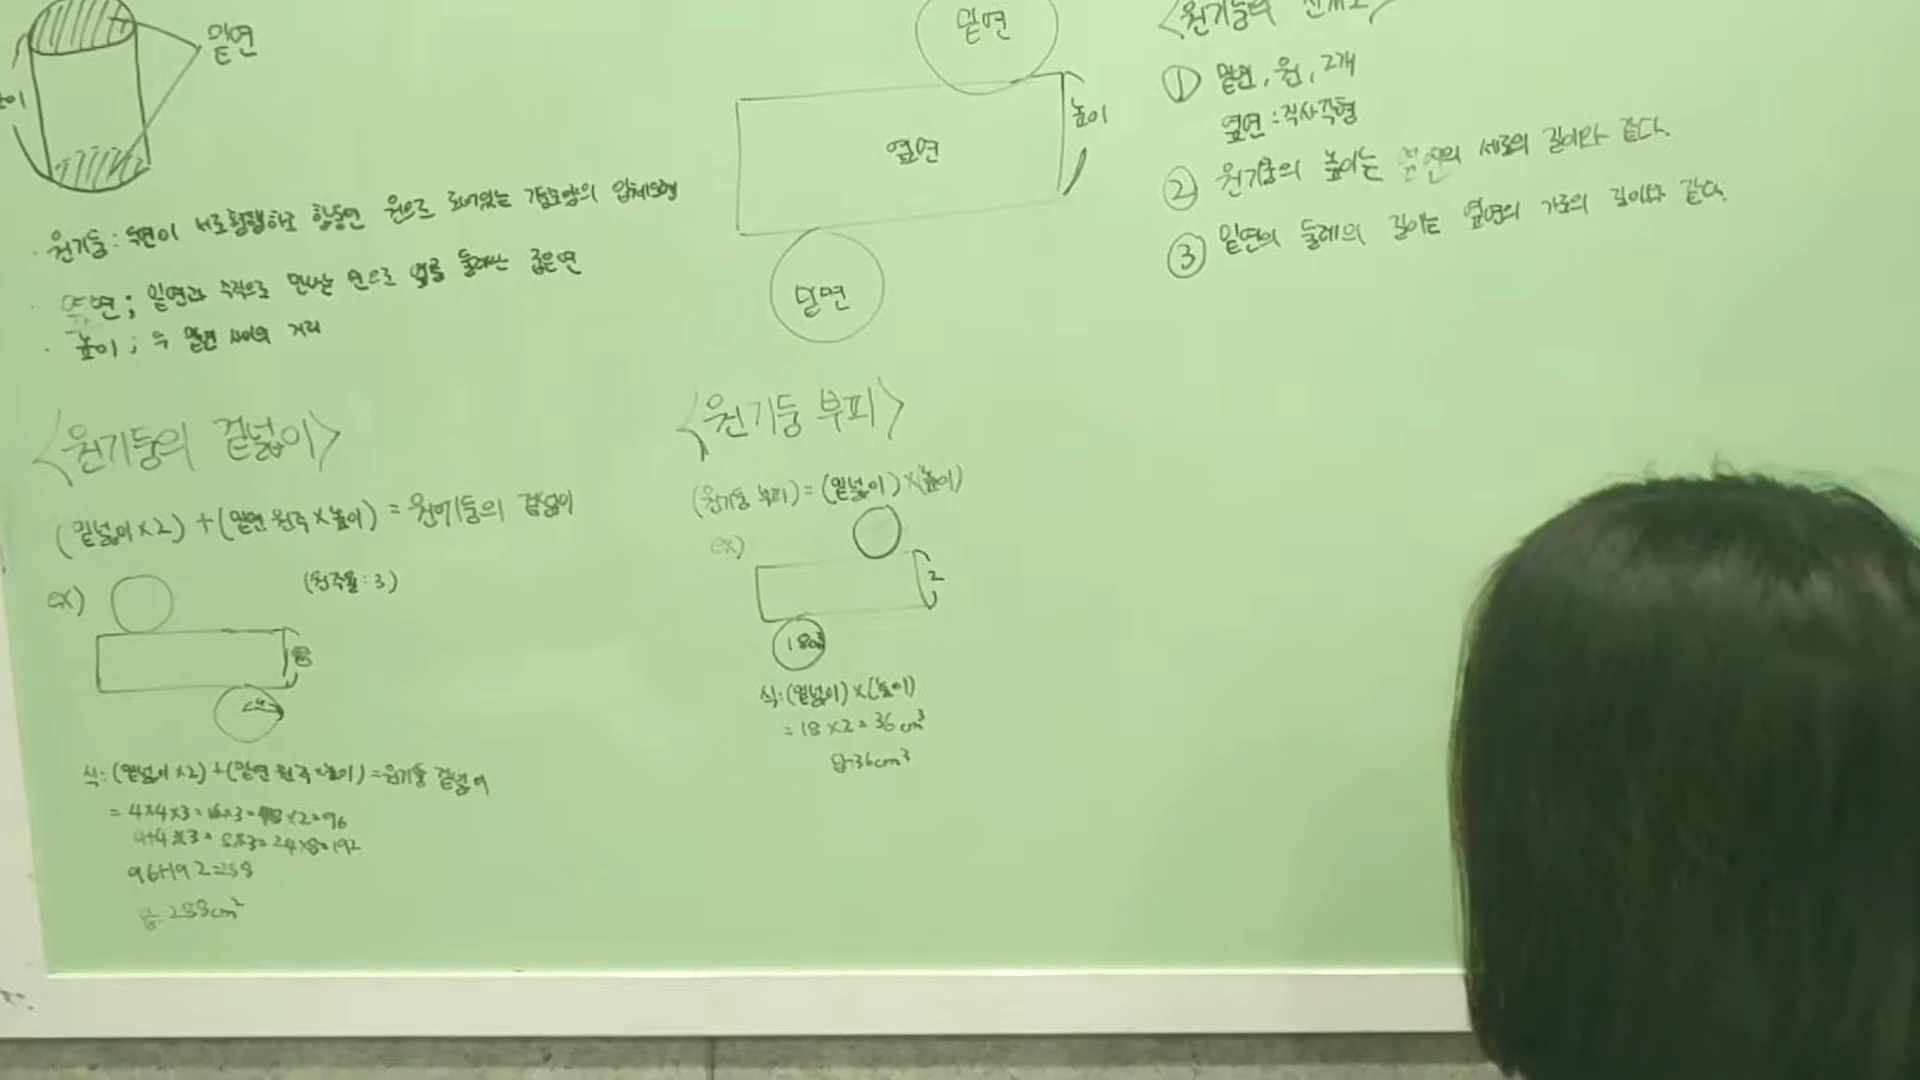 밑면
원기둥 : 두면이 서로평행하고 합동인 원으로 되어있는 기둥모양의 입체도형
옆면 ; 밑면과 수직으로 만나는 면으로 옆을 둘러싼 굽은면
높이 ; 두 밑면 사이의 거리
밑면
옆면
높이
밑면
<원기둥의
① 밑면, 원, 2개
옆면 : 직사각형
② 원기둥의 높이는 옆면의 세로의 길이와 같다.
③ 밑면의 둘레의 길이는 옆면의 가로의 길이와 같다.
<원기둥의 겉넓이>
(밑넓이×2) + (밑면 원주×높이) = 원기둥의 겉넓이
ex)
(원주율 : 3)
8
4
식: (밑넓이×2) + (밑면 원주×높이) = 원기둥 겉넓이
= 4×4×3 = 16×3 = 48×2=96
4+4×3= 8×3=24×8=192
96+192=288
답 288cm²
<원기둥 부피>
(원기둥 부피) = (밑넓이)×(높이)
ex)
2
식: (밑넓이)×(높이)
= 18×2=36cm³
답 36cm³